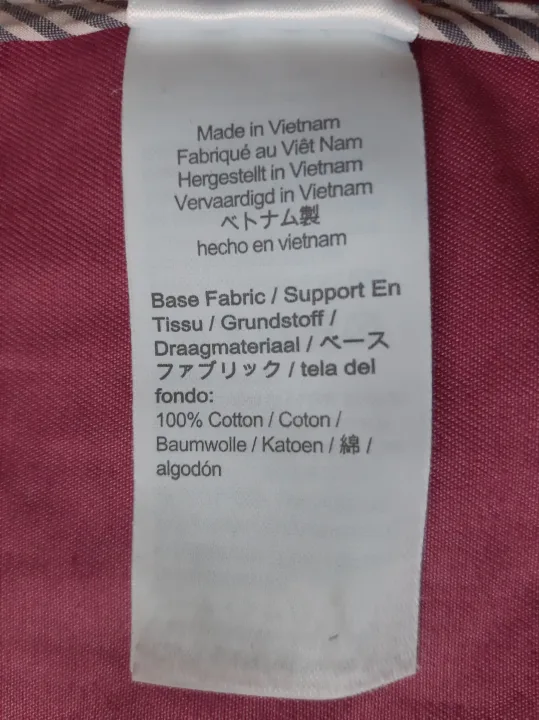 Made in Vietnam
Fabriqué au Viêt Nam
Hergestellt in Vietnam
Vervaardigd in Vietnam
ベトナム製
hecho en vietnam
Base Fabric / Support En
Tissu / Grundstoff /
Draagmateriaal / ベース
ファブリック / tela del
fondo:
100% Cotton / Coton /
Baumwolle / Katoen / 綿 /
algodón